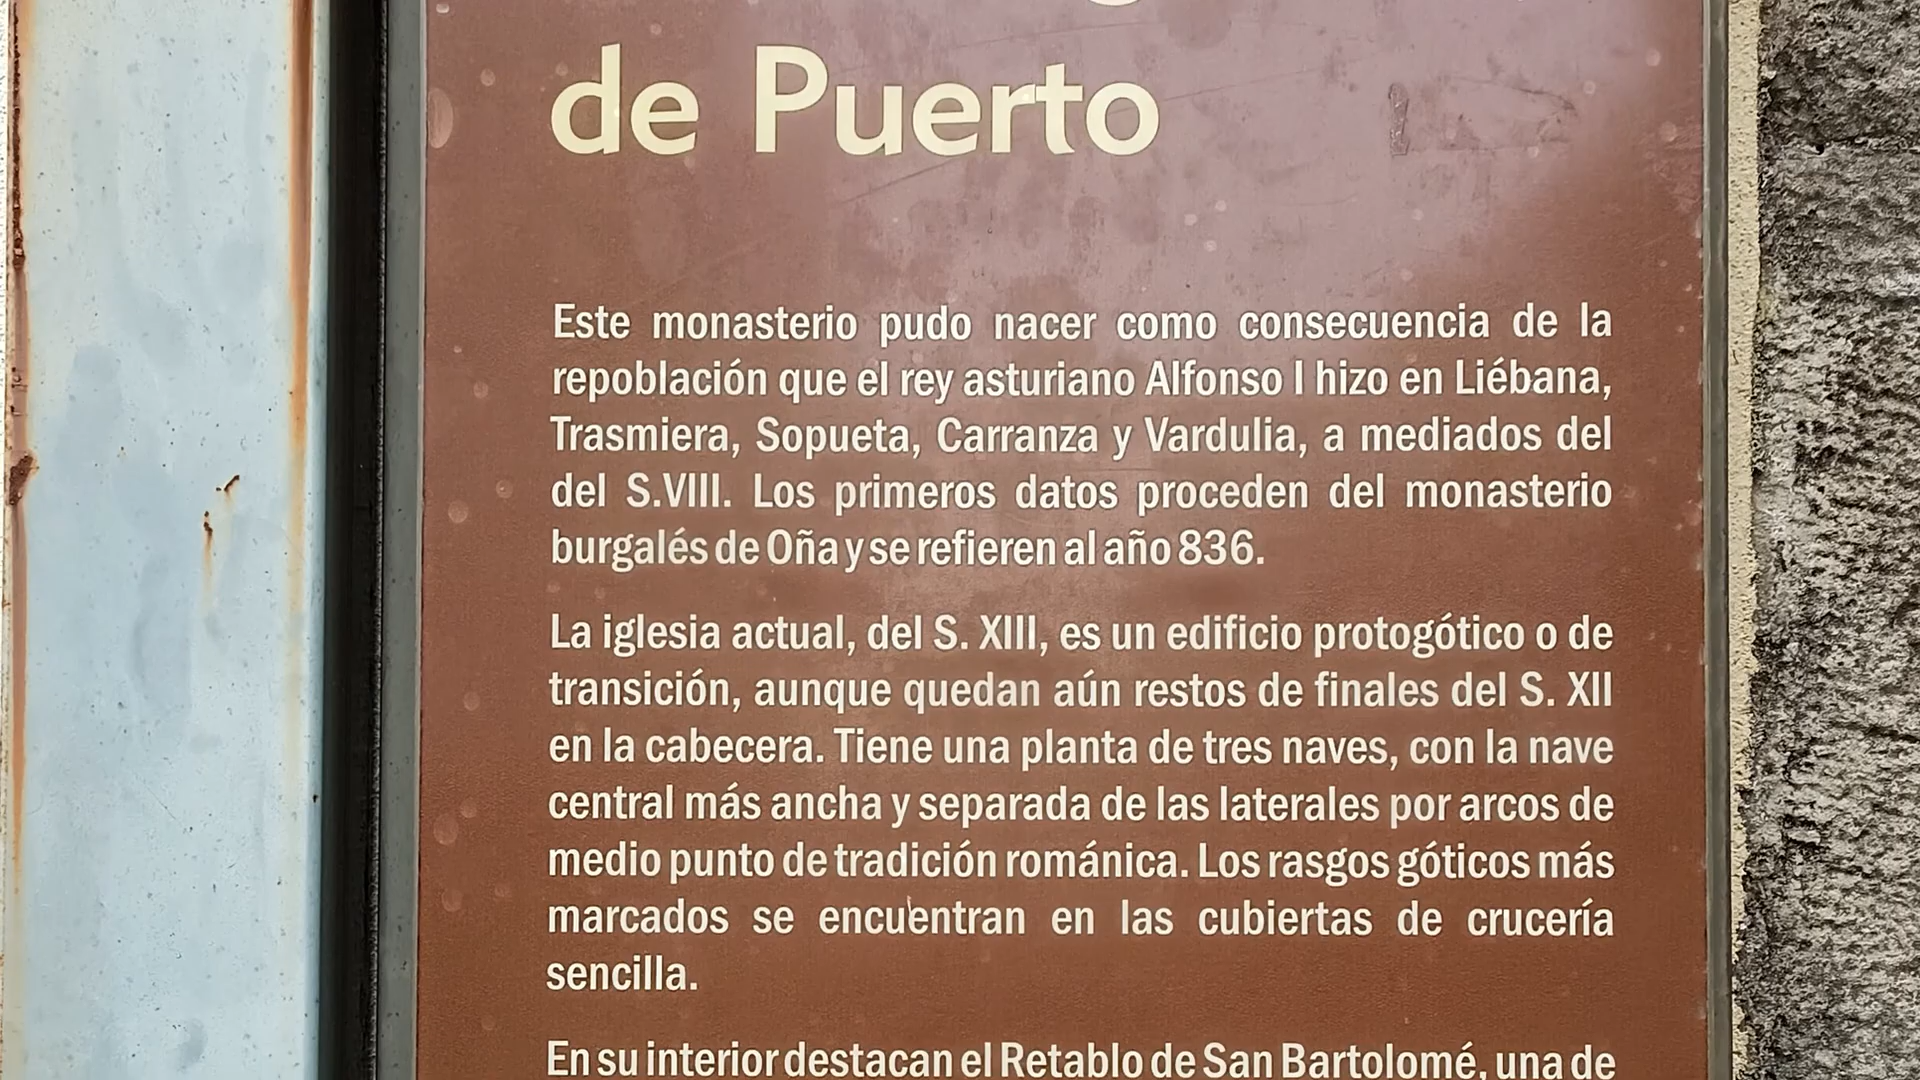 de Puerto
Este monasterio pudo nacer como consecuencia de la
repoblación que el rey asturiano Alfonso I hizo en Liébana,
Trasmiera, Sopueta, Carranza y Vardulia, a mediados del
del S.VIII. Los primeros datos proceden del monasterio
burgalés de Oña y se refieren al año 836.
La iglesia actual, del S. XIII, es un edificio protogótico o de
transición, aunque quedan aún restos de finales del S. XII
en la cabecera. Tiene una planta de tres naves, con la nave
central más ancha y separada de las laterales por arcos de
medio punto de tradición románica. Los rasgos góticos más
marcados se encuentran en las cubiertas de crucería
sencilla.
En su interior destacan el Retablo de San Bartolomé, una de